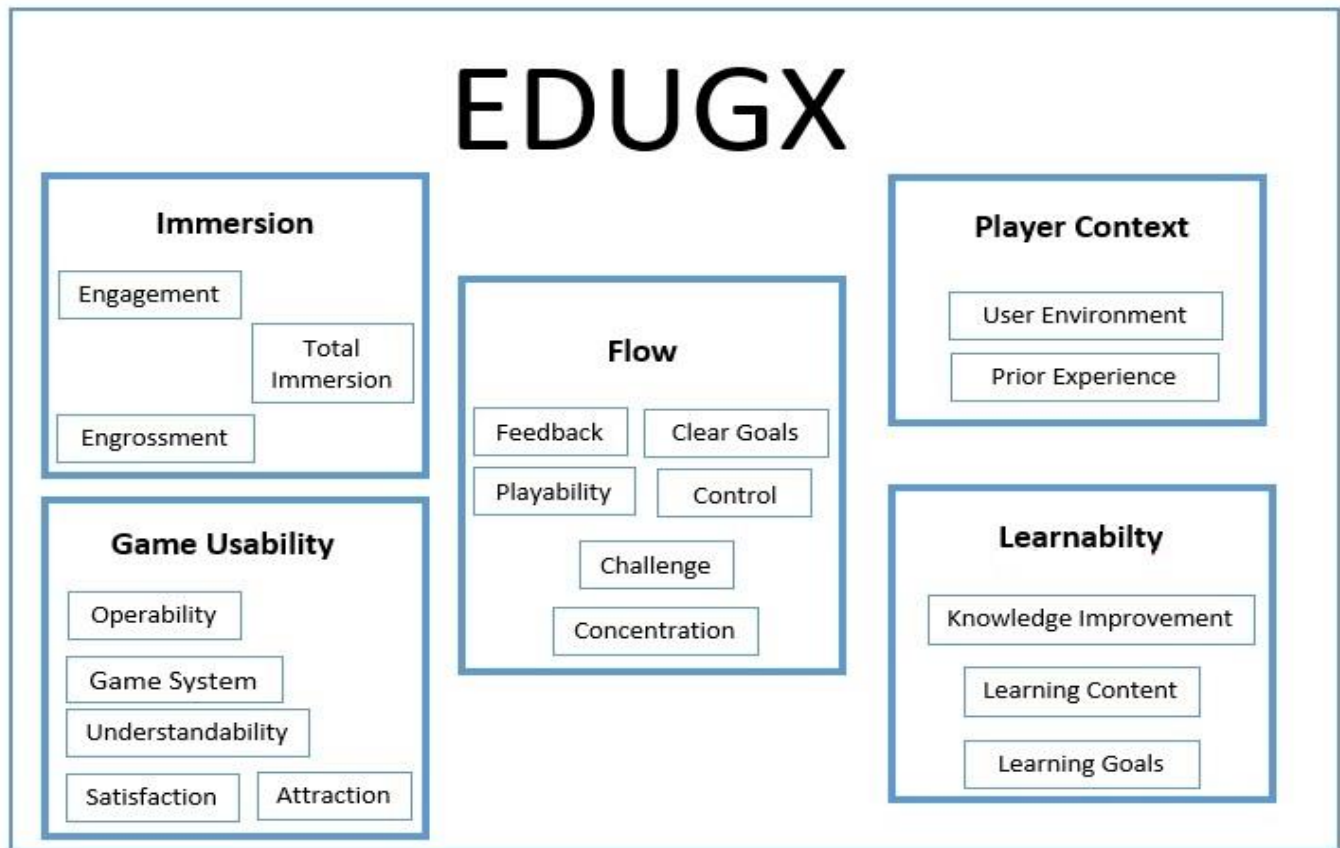 EDUGX
Immersion
Engagement
Total
Immersion
Engrossment
Game Usability
Operability
Game System
Understandability
Satisfaction
Attraction
Flow
Feedback
Clear Goals
Playability
Control
Challenge
Concentration
Player Context
User Environment
Prior Experience
Learnabilty
Knowledge Improvement
Learning Content
Learning Goals